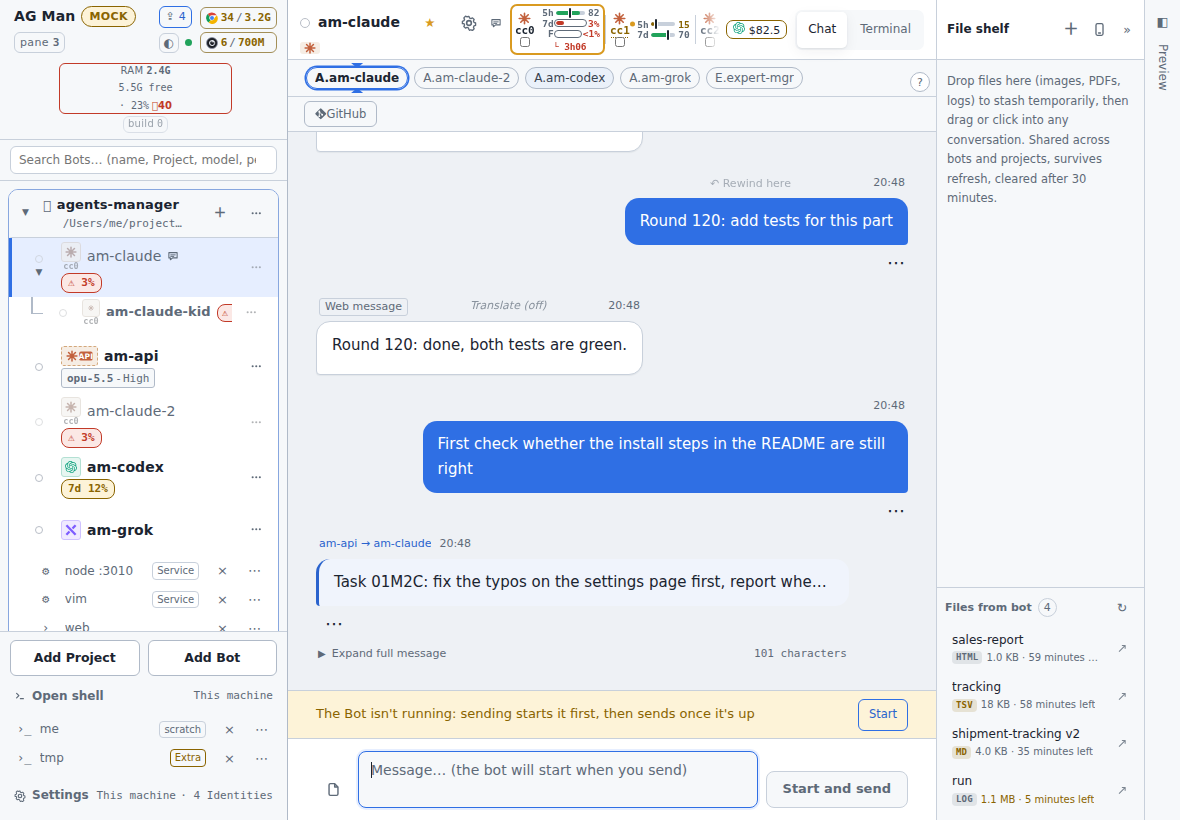 AG Man MOCK
4
34 / 3.2G
pane 3
6 / 700M
RAM 2.4G
5.5G free
· 23% 40
build 0
Search Bots… (name, Project, model, p
agents-manager
/Users/me/project…
am-claude
cc0
⚠ 3%
am-claude-kid
cc0
⚠
API am-api
opu-5.5-High
am-claude-2
cc0
⚠ 3%
am-codex
7d 12%
am-grok
node :3010 Service
vim Service
web
Add Project
Add Bot
Open shell This machine
me scratch
tmp Extra
Settings This machine · 4 Identities
am-claude
cc0
5h 82
7d 3%
F <1%
└ 3h06
cc1
5h 15
7d 70
cc2
$82.5
Chat
Terminal
A.am-claude
A.am-claude-2
A.am-codex
A.am-grok
E.expert-mgr
?
GitHub
↶ Rewind here 20:48
Round 120: add tests for this part
…
Web message Translate (off) 20:48
Round 120: done, both tests are green.
20:48
First check whether the install steps in the README are still
right
…
am-api → am-claude 20:48
Task 01M2C: fix the typos on the settings page first, report whe…
…
▶ Expand full message 101 characters
The Bot isn't running: sending starts it first, then sends once it's up
Start
Message… (the bot will start when you send)
Start and send
File shelf
Drop files here (images, PDFs,
logs) to stash temporarily, then
drag or click into any
conversation. Shared across
bots and projects, survives
refresh, cleared after 30
minutes.
Files from bot 4
sales-report
HTML 1.0 KB · 59 minutes …
tracking
TSV 18 KB · 58 minutes left
shipment-tracking v2
MD 4.0 KB · 35 minutes left
run
LOG 1.1 MB · 5 minutes left
Preview